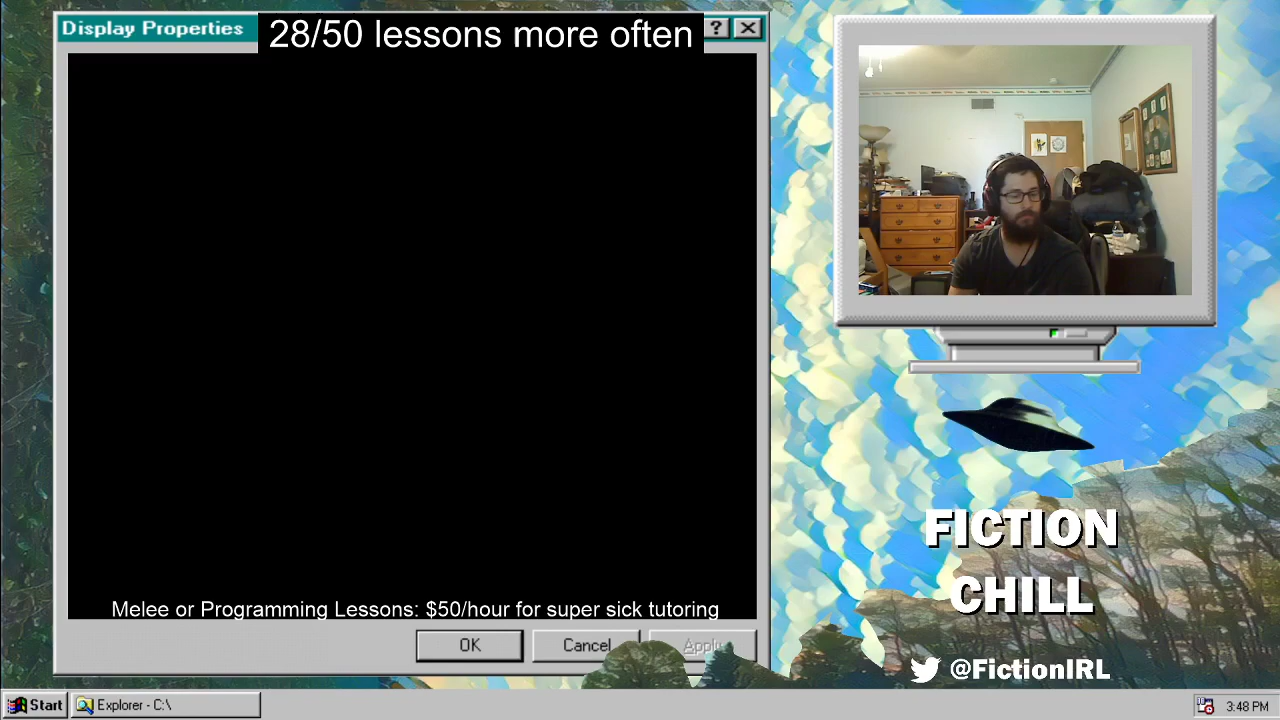 Display Properties
28/50 lessons more often
Melee or Programming Lessons: $50/hour for super sick tutoring
OK
Cancel
Apply
FICTION
CHILL
@FictionIRL
Start
Explorer - C:\
3:48 PM